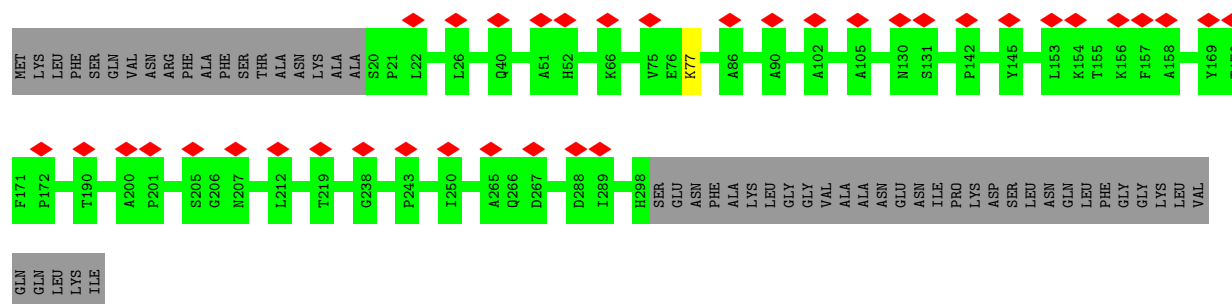 MET LYS LEU PHE SER GLN VAL ASN ARG PHE ALA PHE SER THR ALA ASN LYS ALA ALA S20 P21 L22 L26 Q40 A51 H52 K66 V75 E76 K77 A86 A90 A102 A105 N130 S131 P142 Y145 L153 K154 T155 K156 F157 A158 Y169
F171 P172 T190 A200 P201 S205 G206 N207 L212 T219 G238 P243 I250 A265 Q266 D267 D288 I289 H298 SER GLU ASN PHE ALA LYS LEU GLY GLY VAL ALA ALA ASN GLU ASN ILE PRO LYS ASP SER LEU ASN GLN LEU PHE GLY GLY LYS LEU VAL
GLN GLN LEU LYS ILE